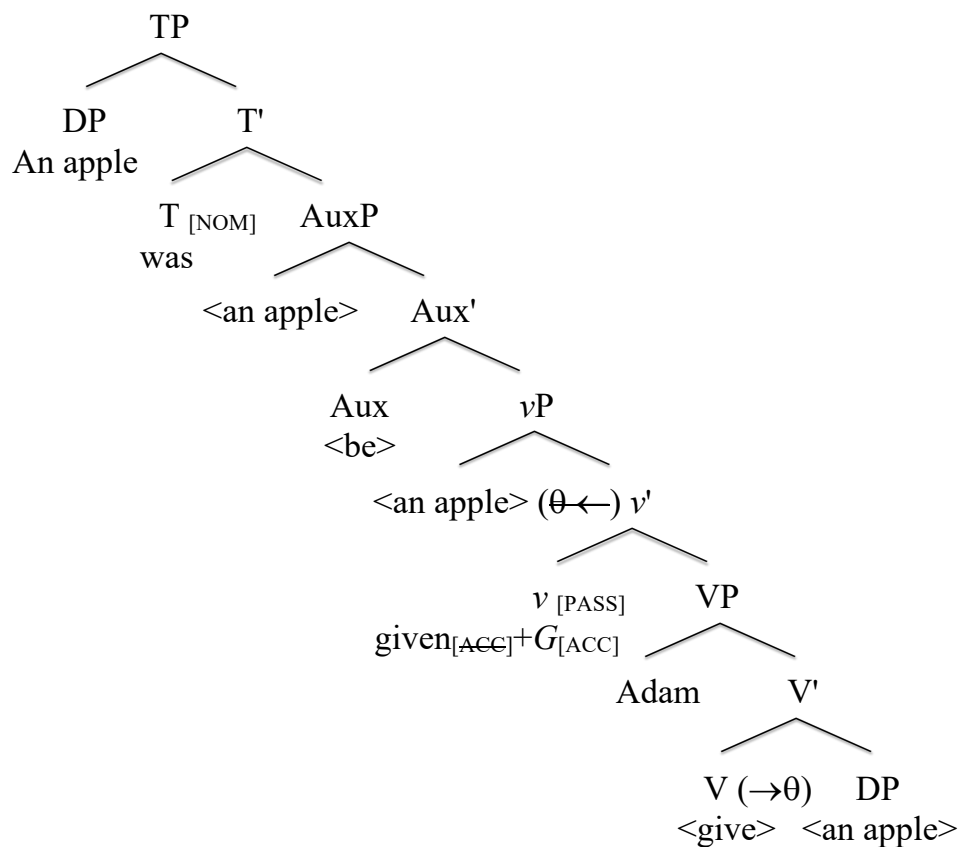 TP
DP T'
An apple
T [NOM] AuxP
was
<an apple> Aux'
Aux vP
<be>
<an apple> (θ ←) v'
v [PASS] VP
given[ACC]+G[ACC]
Adam V'
V (→θ) DP
<give> <an apple>